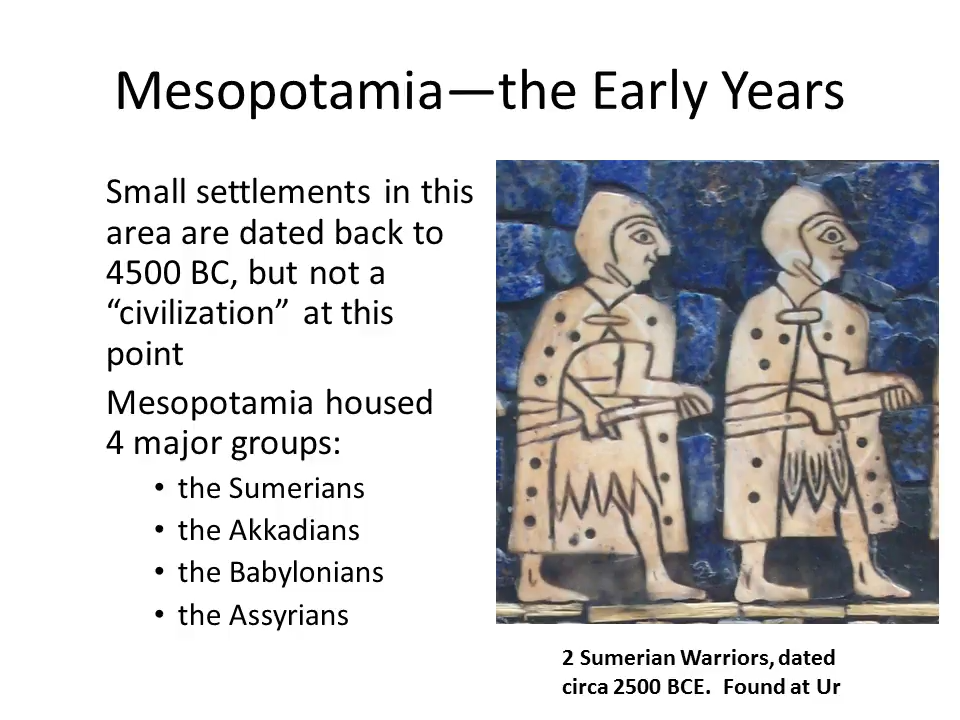 Mesopotamia—the Early Years
Small settlements in this
area are dated back to
4500 BC, but not a
“civilization” at this
point
Mesopotamia housed
4 major groups:
• the Sumerians
• the Akkadians
• the Babylonians
• the Assyrians
2 Sumerian Warriors, dated
circa 2500 BCE.  Found at Ur